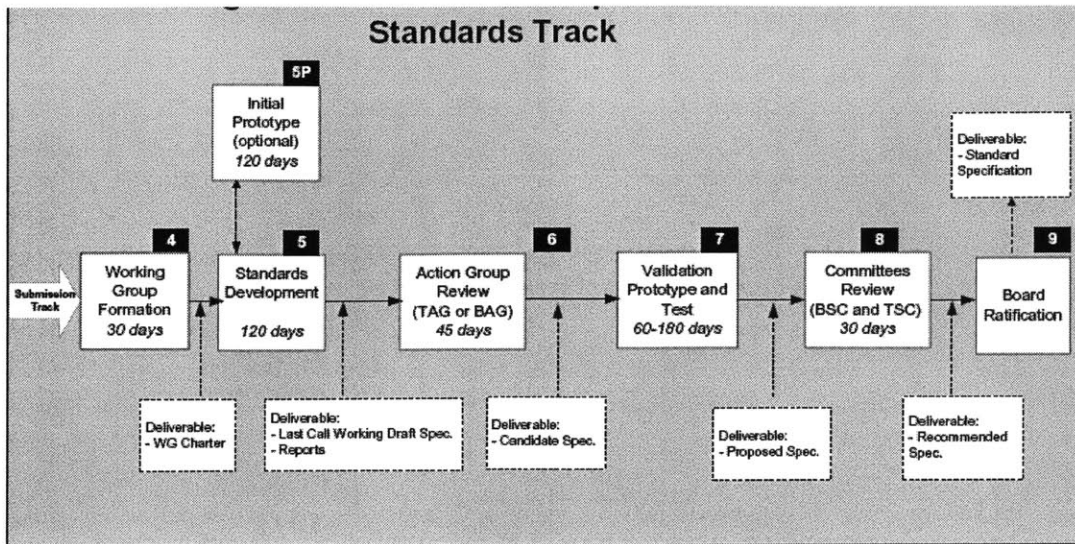 Standards Track
5P
Initial
Prototype
(optional)
120 days
Deliverable:
- Standard
Specification
4
5
6
7
8
9
Submission
Track
Working
Group
Formation
30 days
Standards
Development
120 days
Action Group
Review
(TAG or BAG)
45 days
Validation
Prototype and
Test
60-180 days
Committees
Review
(BSC and TSC)
30 days
Board
Ratification
Deliverable:
- WG Charter
Deliverable:
- Last Call Working Draft Spec.
- Reports
Deliverable:
- Candidate Spec.
Deliverable:
- Proposed Spec.
Deliverable:
- Recommended
Spec.